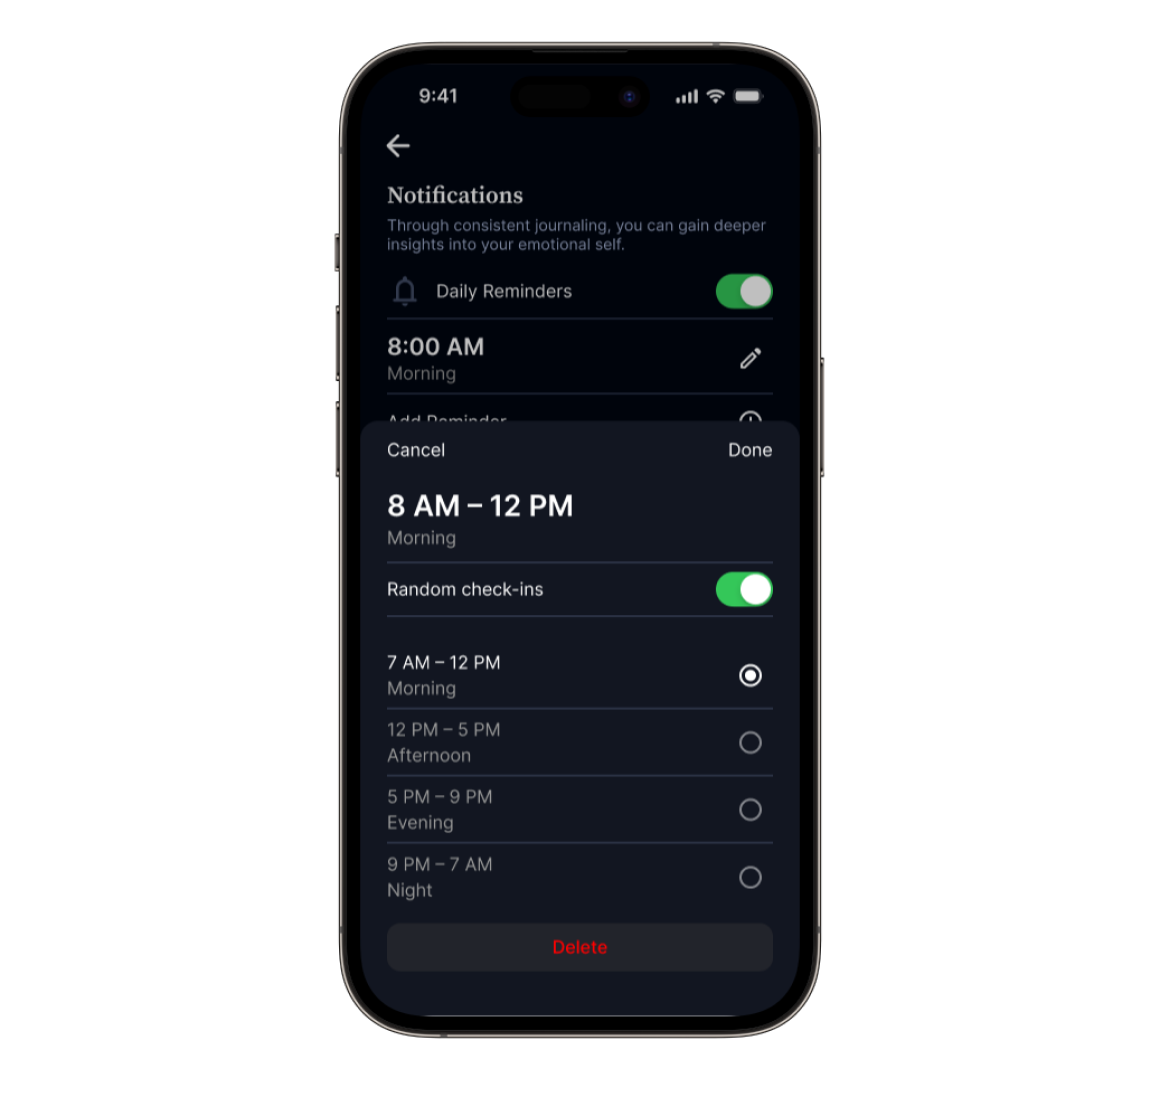 9:41
Notifications
Through consistent journaling, you can gain deeper
insights into your emotional self.
Daily Reminders
8:00 AM
Morning
Add Reminder
Cancel
Done
8 AM – 12 PM
Morning
Random check-ins
7 AM – 12 PM
Morning
12 PM – 5 PM
Afternoon
5 PM – 9 PM
Evening
9 PM – 7 AM
Night
Delete